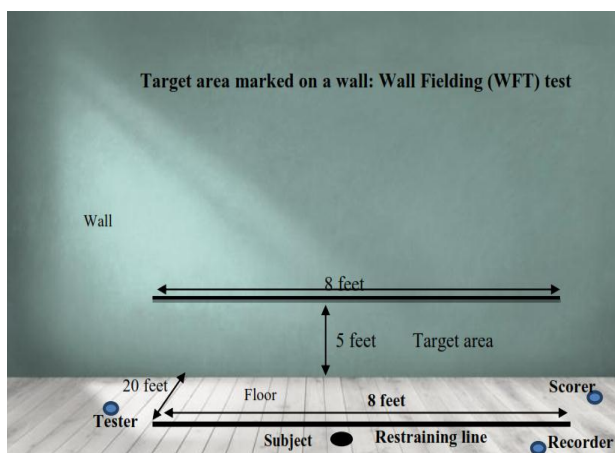 Target area marked on a wall: Wall Fielding (WFT) test
Wall
8 feet
5 feet
Target area
20 feet
Floor
8 feet
Scorer
Tester
Subject
Restraining line
Recorder